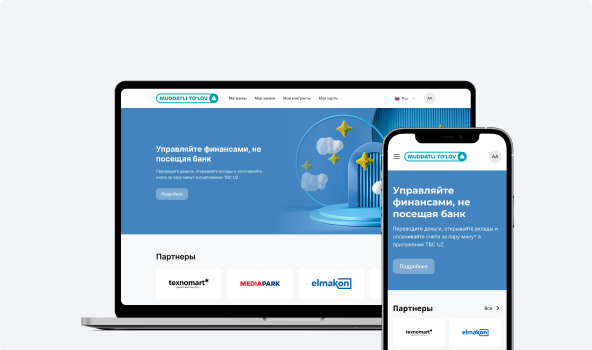 MUDDATLI TO'LOV
Магазины Мои заявки Мои контракты Мои карты Рус AA
Управляйте финансами, не
посещая банк
Переводите деньги, открывайте вклады и оплачивайте
счета за пару минут в приложении TBC UZ
Подробнее
Партнеры
texnomart
MEDIAPARK
elmakon
MUDDATLI TO'LOV
AA
Управляйте
финансами, не
посещая банк
Переводите деньги, открывайте вклады и
оплачивайте счета за пару минут в
приложении TBC UZ
Подробнее
Партнеры
Все
texnomart
elmakon